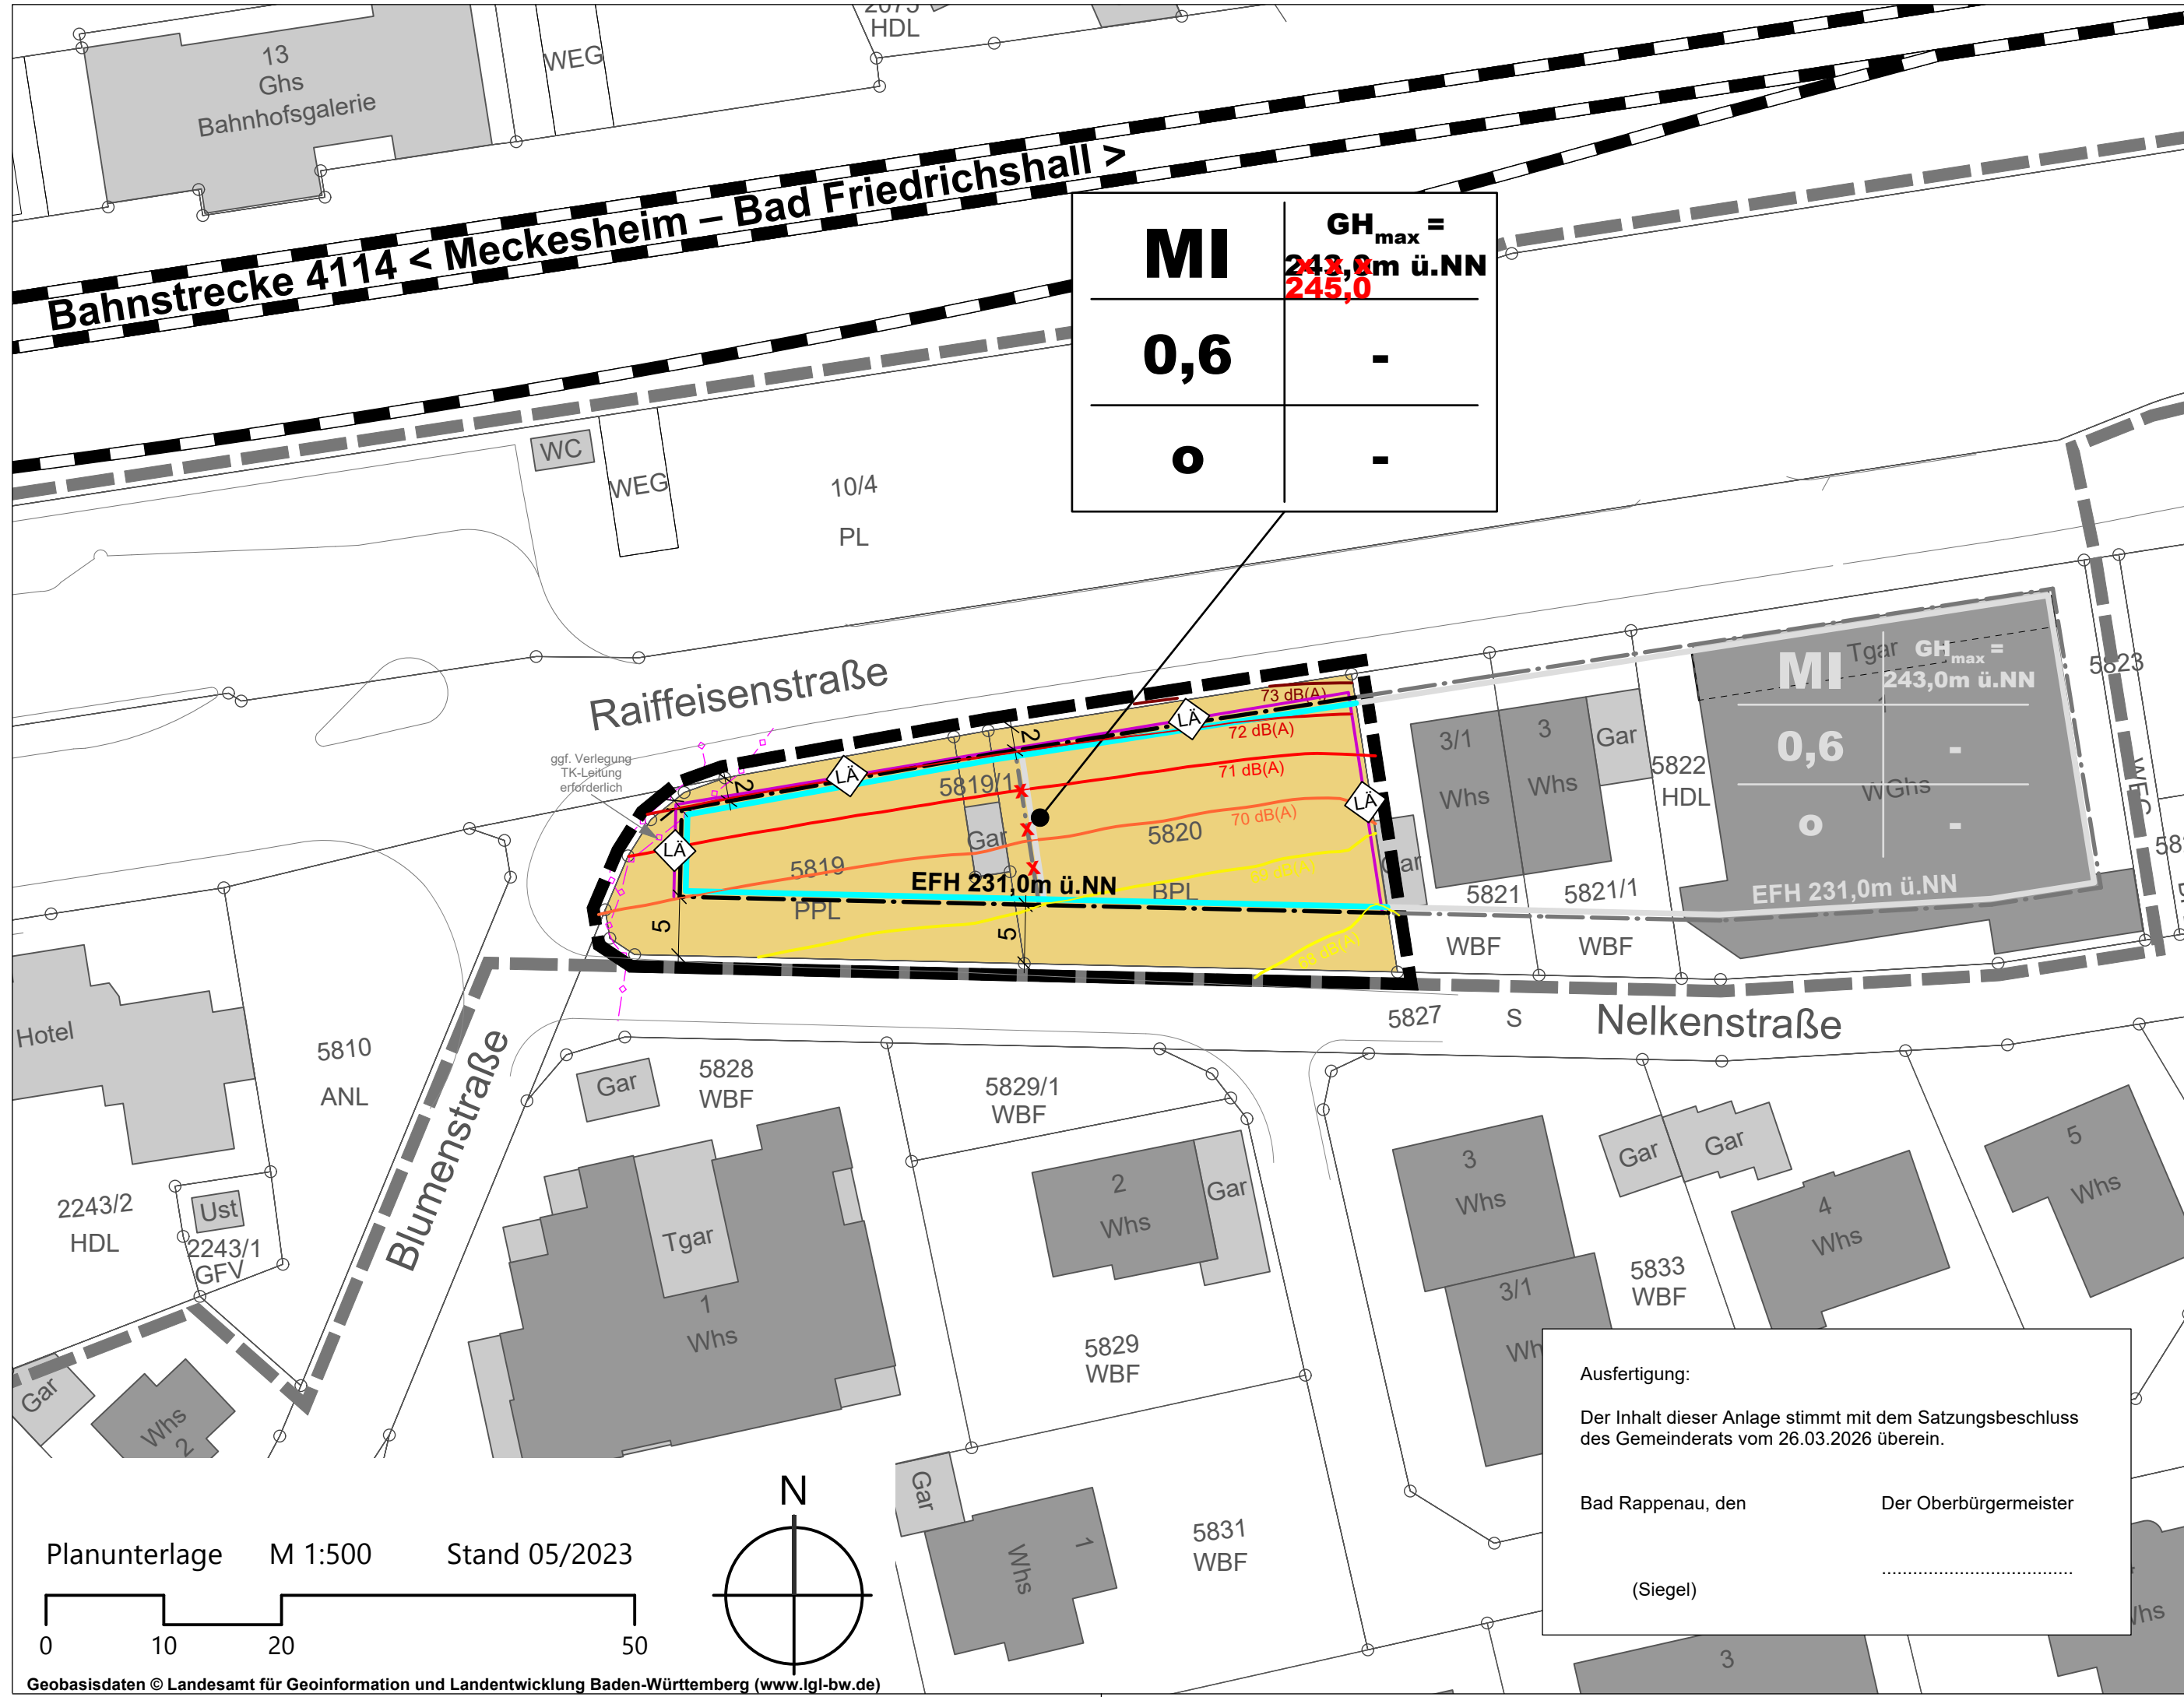 13
Ghs
Bahnhofsgalerie
WEG
HDL
Bahnstrecke 4114 < Meckesheim – Bad Friedrichshall >
MI
GHmax =
243,0m ü.NN
245,0
0,6
-
o
-
WC
WEG
10/4
PL
Raiffeisenstraße
ggf. Verlegung
TK-Leitung
erforderlich
LÄ
LÄ
LÄ
LÄ
73 dB(A)
72 dB(A)
71 dB(A)
70 dB(A)
69 dB(A)
68 dB(A)
2
2
5
5
5819/1
Gar
5819
PPL
5820
BPL
EFH 231,0m ü.NN
Gar
3/1
Whs
3
Whs
Gar
5821
WBF
5821/1
WBF
5822
HDL
Tgar
MI
GHmax =
243,0m ü.NN
0,6
-
WGhs
o
-
EFH 231,0m ü.NN
5823
WEG
Hotel
5810
ANL
2243/2
HDL
Ust
2243/1
GFV
Blumenstraße
Nelkenstraße
5827
S
Gar
5828
WBF
5829/1
WBF
Tgar
1
Whs
2
Whs
Gar
5829
WBF
3
Whs
3/1
Gar
Gar
4
Whs
5
Whs
5833
WBF
Gar
Whs
2
Gar
Whs
1
5831
WBF
3
Ausfertigung:
Der Inhalt dieser Anlage stimmt mit dem Satzungsbeschluss
des Gemeinderats vom 26.03.2026 überein.
Bad Rappenau, den
Der Oberbürgermeister
(Siegel)
N
Planunterlage M 1:500 Stand 05/2023
0 10 20 50
Geobasisdaten © Landesamt für Geoinformation und Landentwicklung Baden-Württemberg (www.lgl-bw.de)